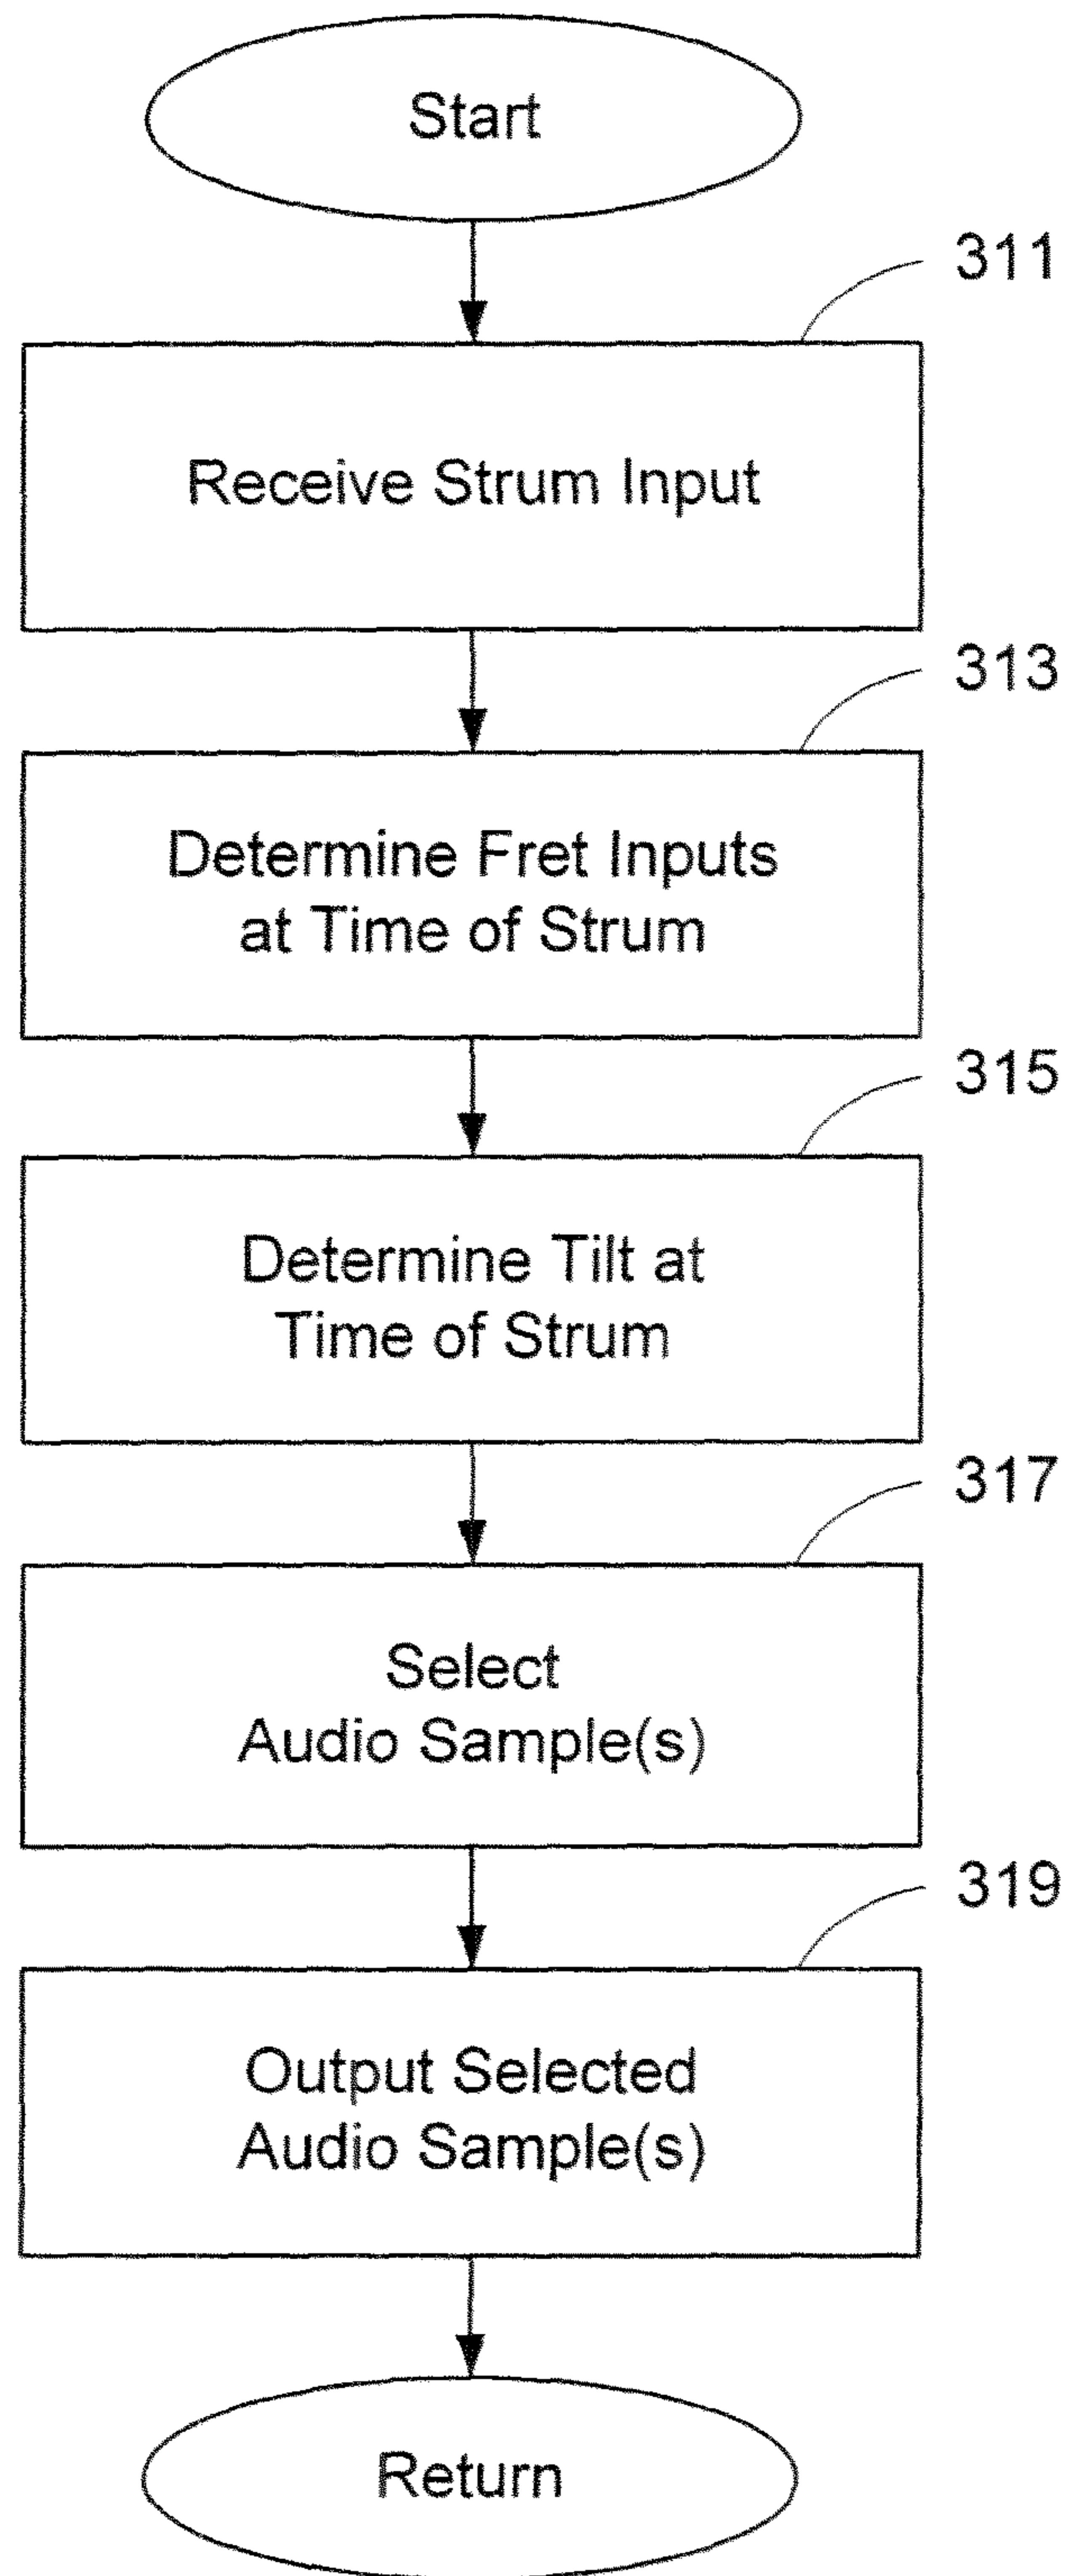 Start
311
Receive Strum Input
313
Determine Fret Inputs
at Time of Strum
315
Determine Tilt at
Time of Strum
317
Select
Audio Sample(s)
319
Output Selected
Audio Sample(s)
Return